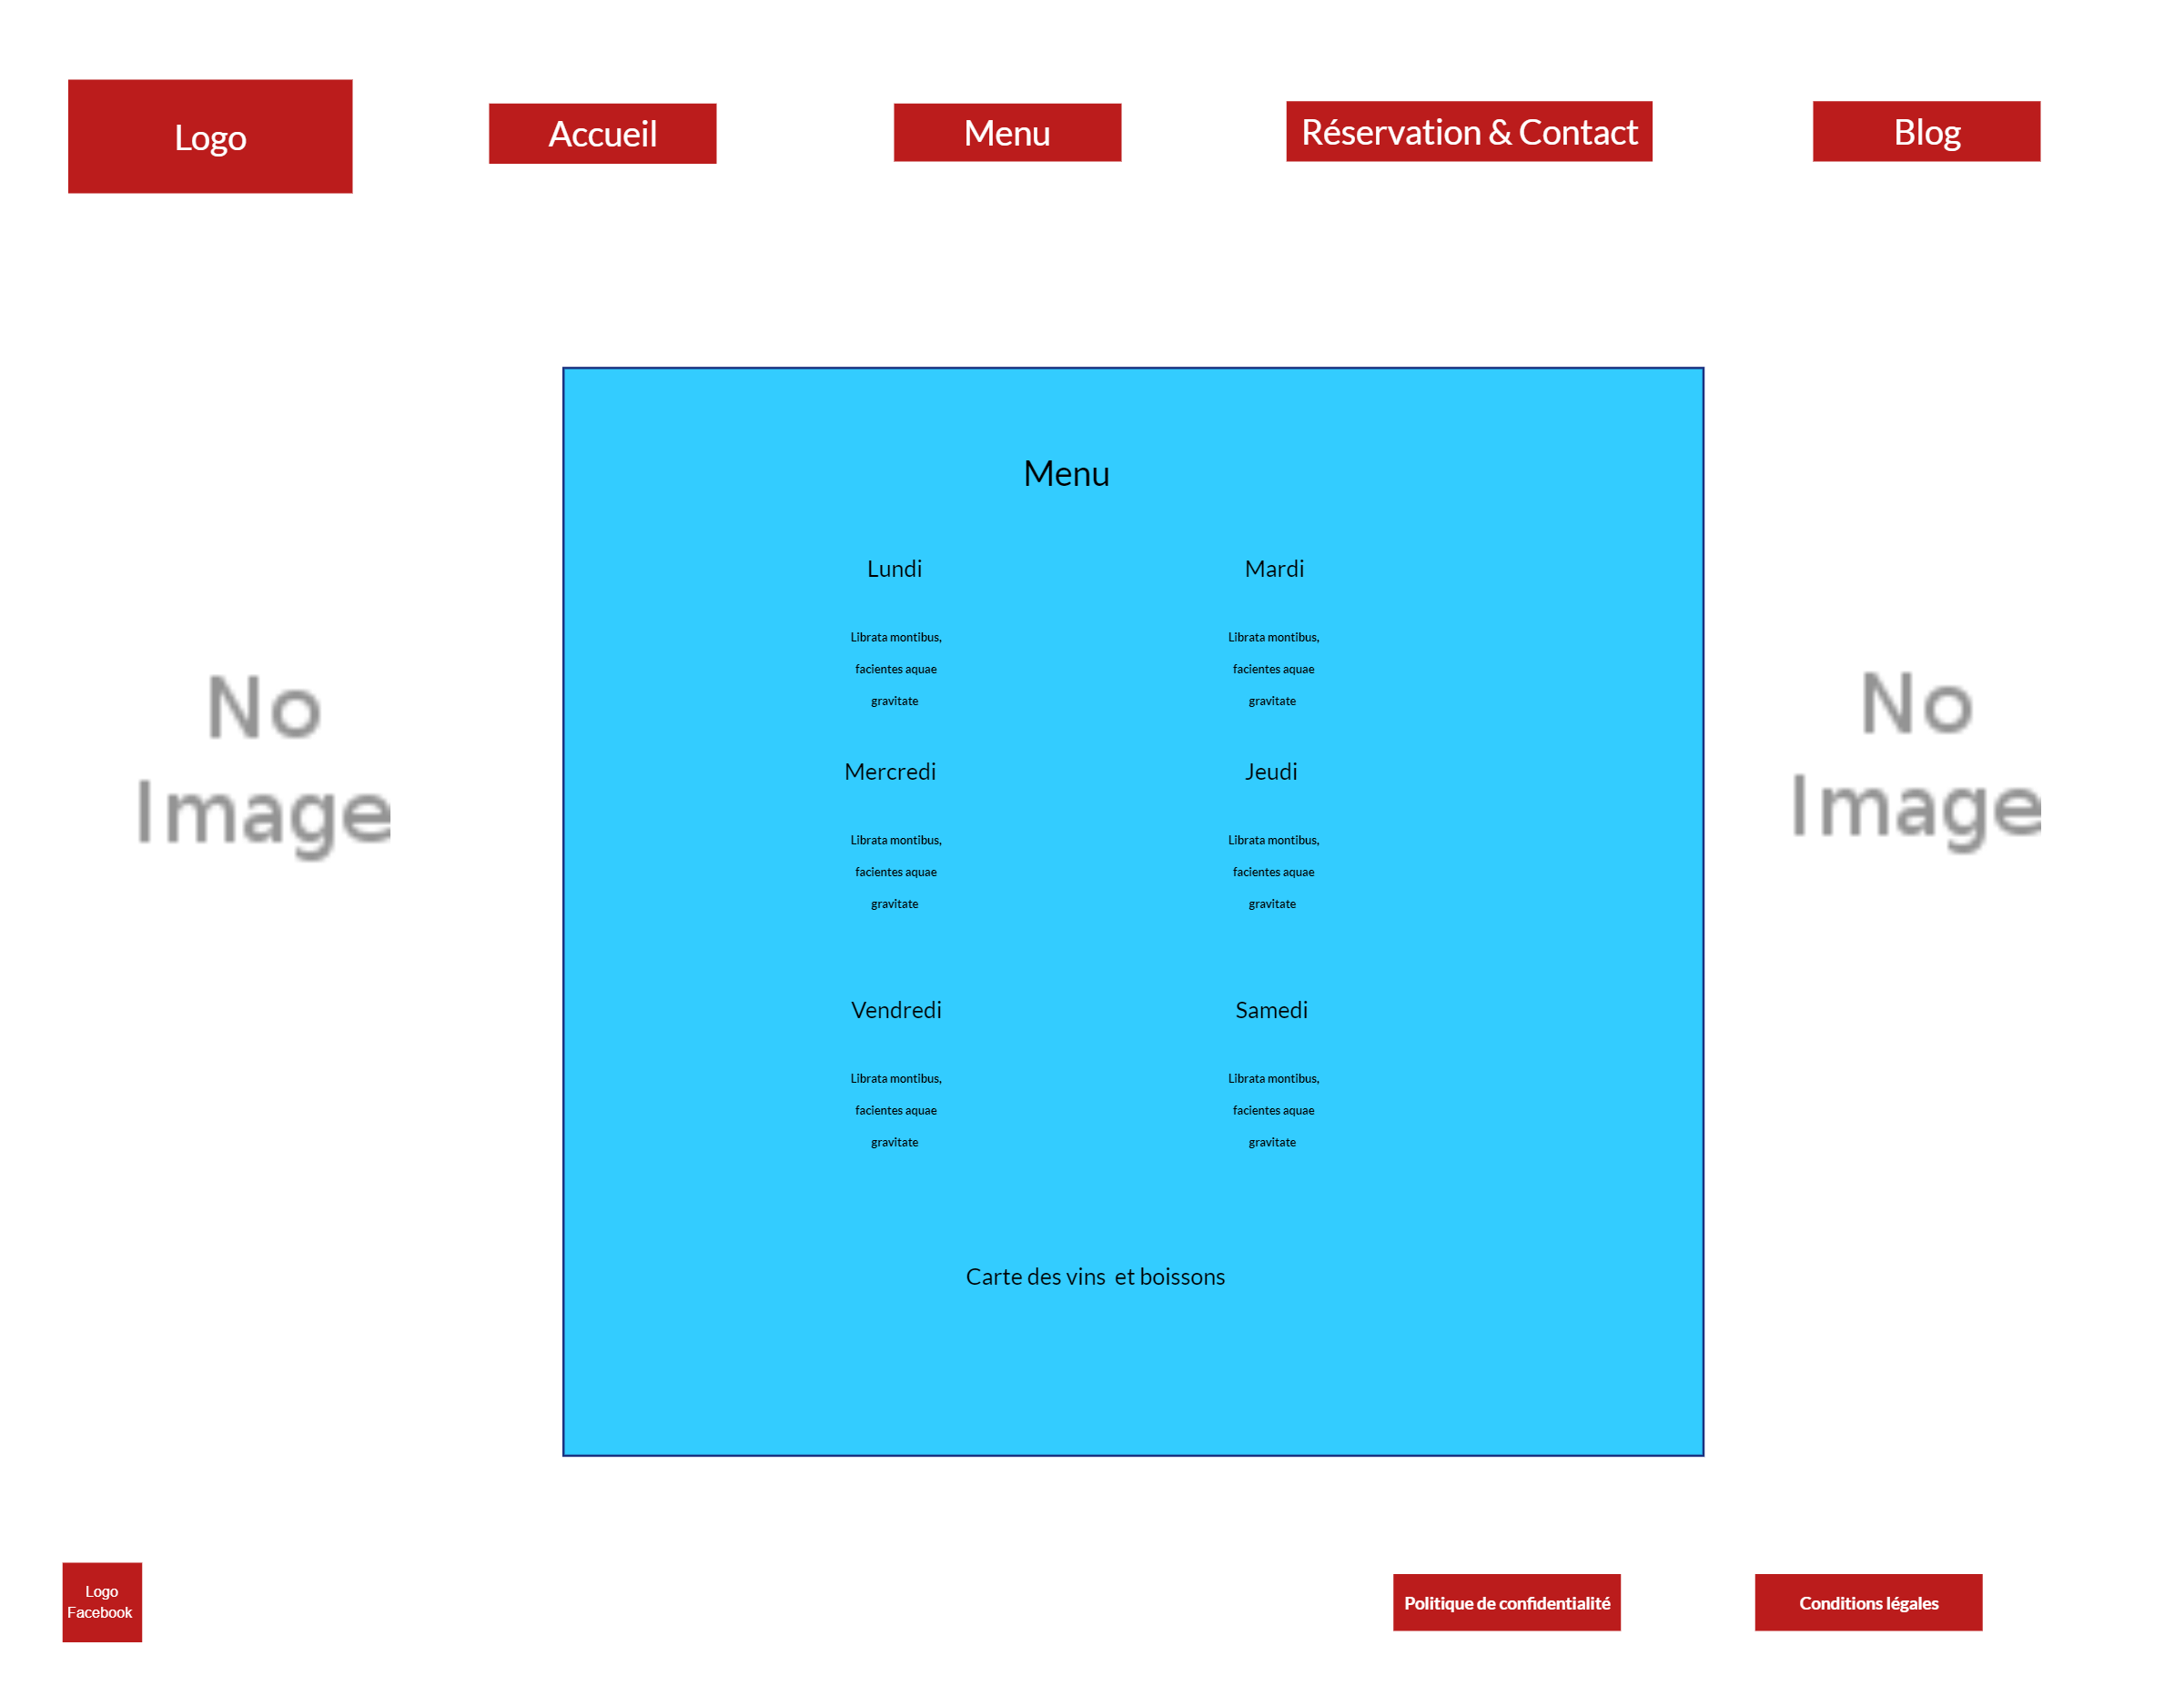 Logo
Accueil
Menu
Réservation & Contact
Blog
Menu
Lundi
Mardi
Librata montibus,
facientes aquae
gravitate
Librata montibus,
facientes aquae
gravitate
Mercredi
Jeudi
Librata montibus,
facientes aquae
gravitate
Librata montibus,
facientes aquae
gravitate
Vendredi
Samedi
Librata montibus,
facientes aquae
gravitate
Librata montibus,
facientes aquae
gravitate
Carte des vins  et boissons
No
Image
No
Image
Logo
Facebook
Politique de confidentialité
Conditions légales